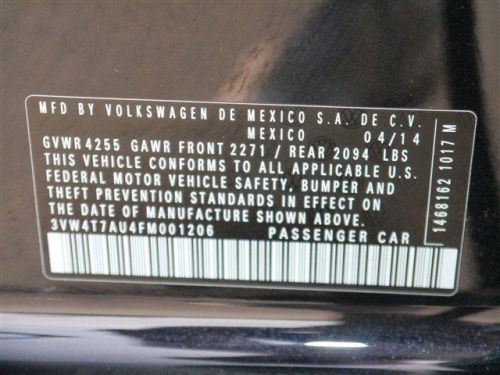 MFD BY VOLKSWAGEN DE MEXICO S.A. DE C.V.
MEXICO 04/14
GVWR 4255 GAWR FRONT 2271 / REAR 2094 LBS
THIS VEHICLE CONFORMS TO ALL APPLICABLE U.S.
FEDERAL MOTOR VEHICLE SAFETY, BUMPER AND
THEFT PREVENTION STANDARDS IN EFFECT ON
THE DATE OF MANUFACTURE SHOWN ABOVE.
3VW4T7AU4FM001206 PASSENGER CAR
1468162 1017 M